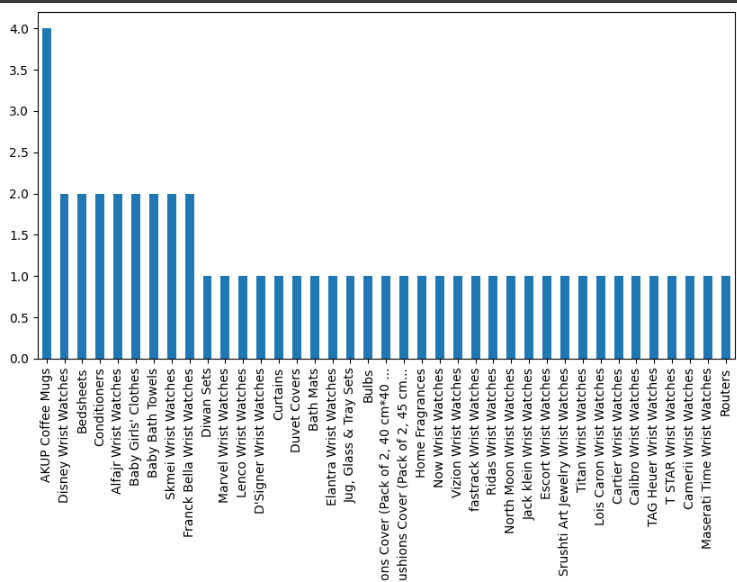 4.0
3.5
3.0
2.5
2.0
1.5
1.0
0.5
0.0
AKUP Coffee Mugs
Disney Wrist Watches
Bedsheets
Conditioners
Alfajr Wrist Watches
Baby Girls' Clothes
Baby Bath Towels
Skmei Wrist Watches
Franck Bella Wrist Watches
Diwan Sets
Marvel Wrist Watches
Lenco Wrist Watches
D'Signer Wrist Watches
Curtains
Duvet Covers
Bath Mats
Elantra Wrist Watches
Jug, Glass & Tray Sets
Bulbs
ons Cover (Pack of 2, 40 cm*40 ...
ushions Cover (Pack of 2, 45 cm...
Home Fragrances
Now Wrist Watches
Vizion Wrist Watches
fastrack Wrist Watches
Ridas Wrist Watches
North Moon Wrist Watches
Jack klein Wrist Watches
Escort Wrist Watches
Srushti Art Jewelry Wrist Watches
Titan Wrist Watches
Lois Caron Wrist Watches
Cartier Wrist Watches
Calibro Wrist Watches
TAG Heuer Wrist Watches
T STAR Wrist Watches
Camerii Wrist Watches
Maserati Time Wrist Watches
Routers